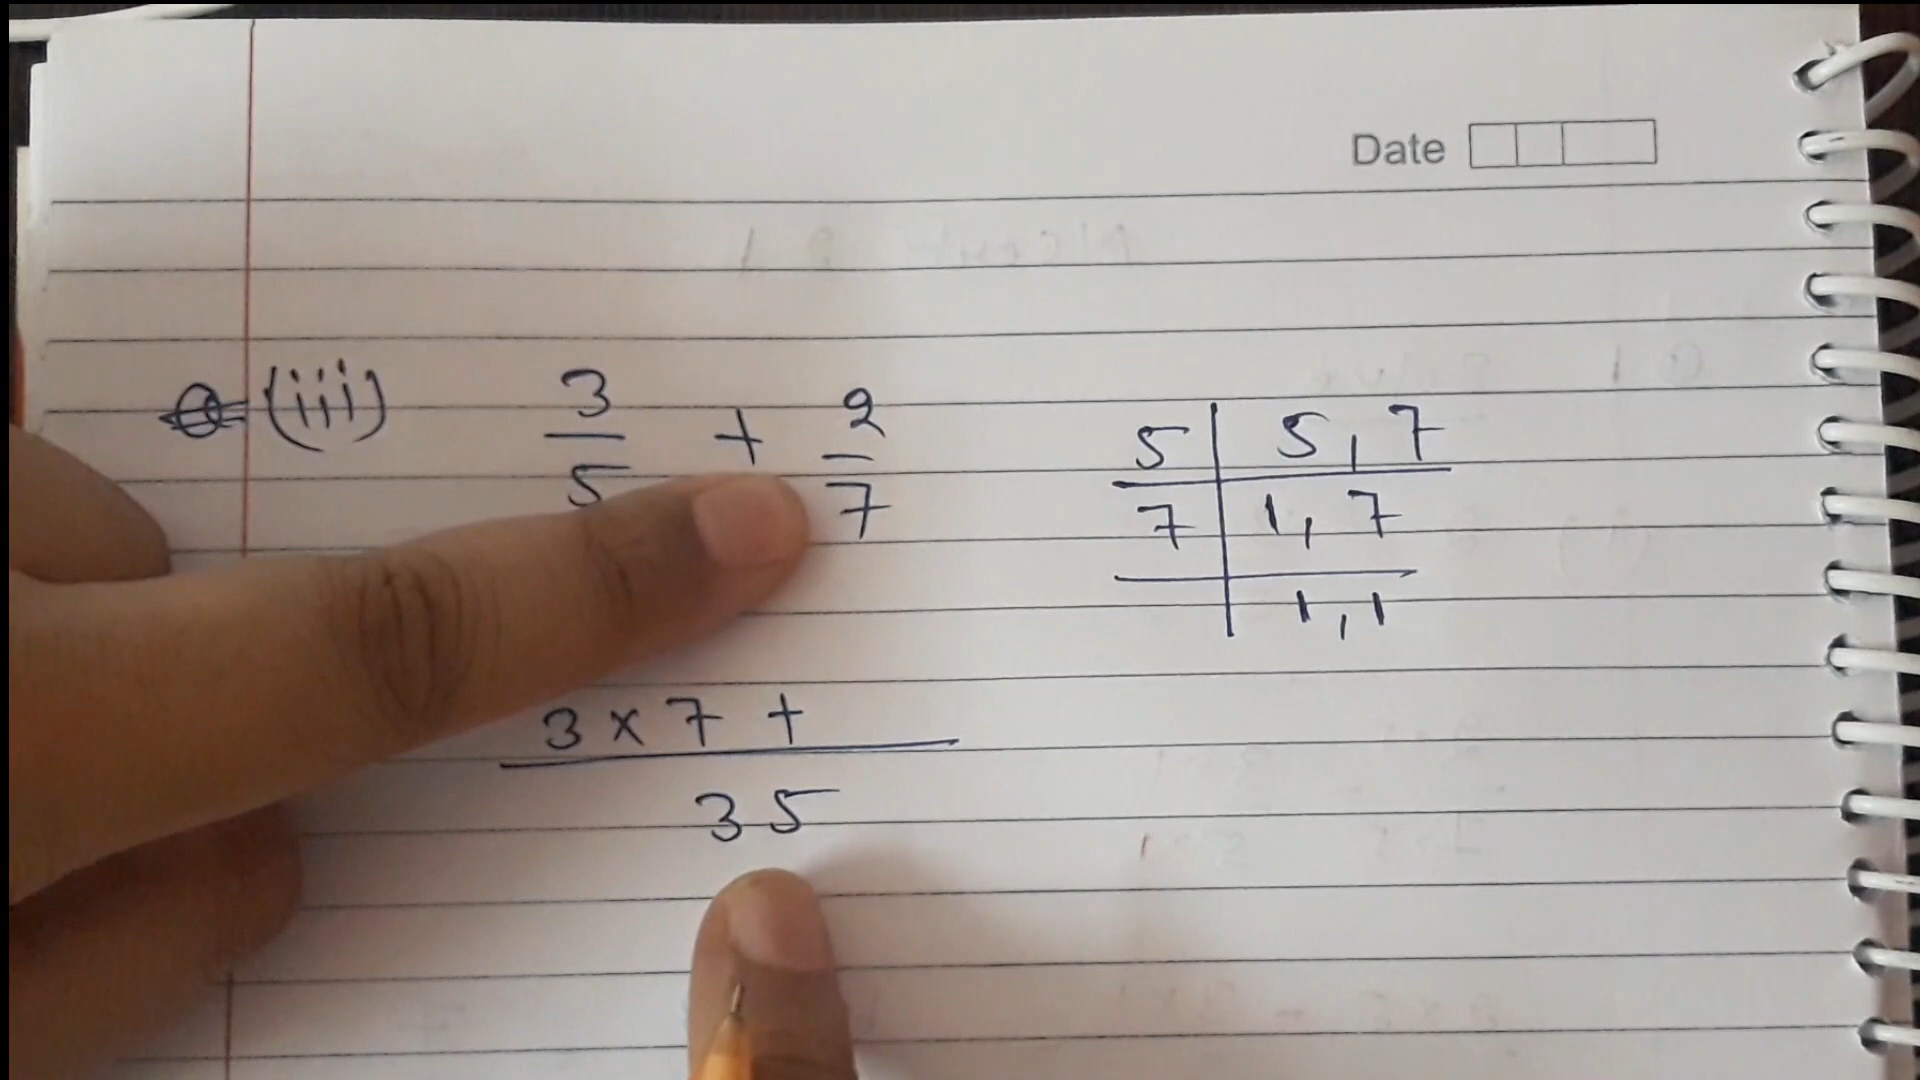 Date
(iii) 3/5 + 2/7
5 | 5, 7
7 | 1, 7
1, 1
3 x 7 +
35